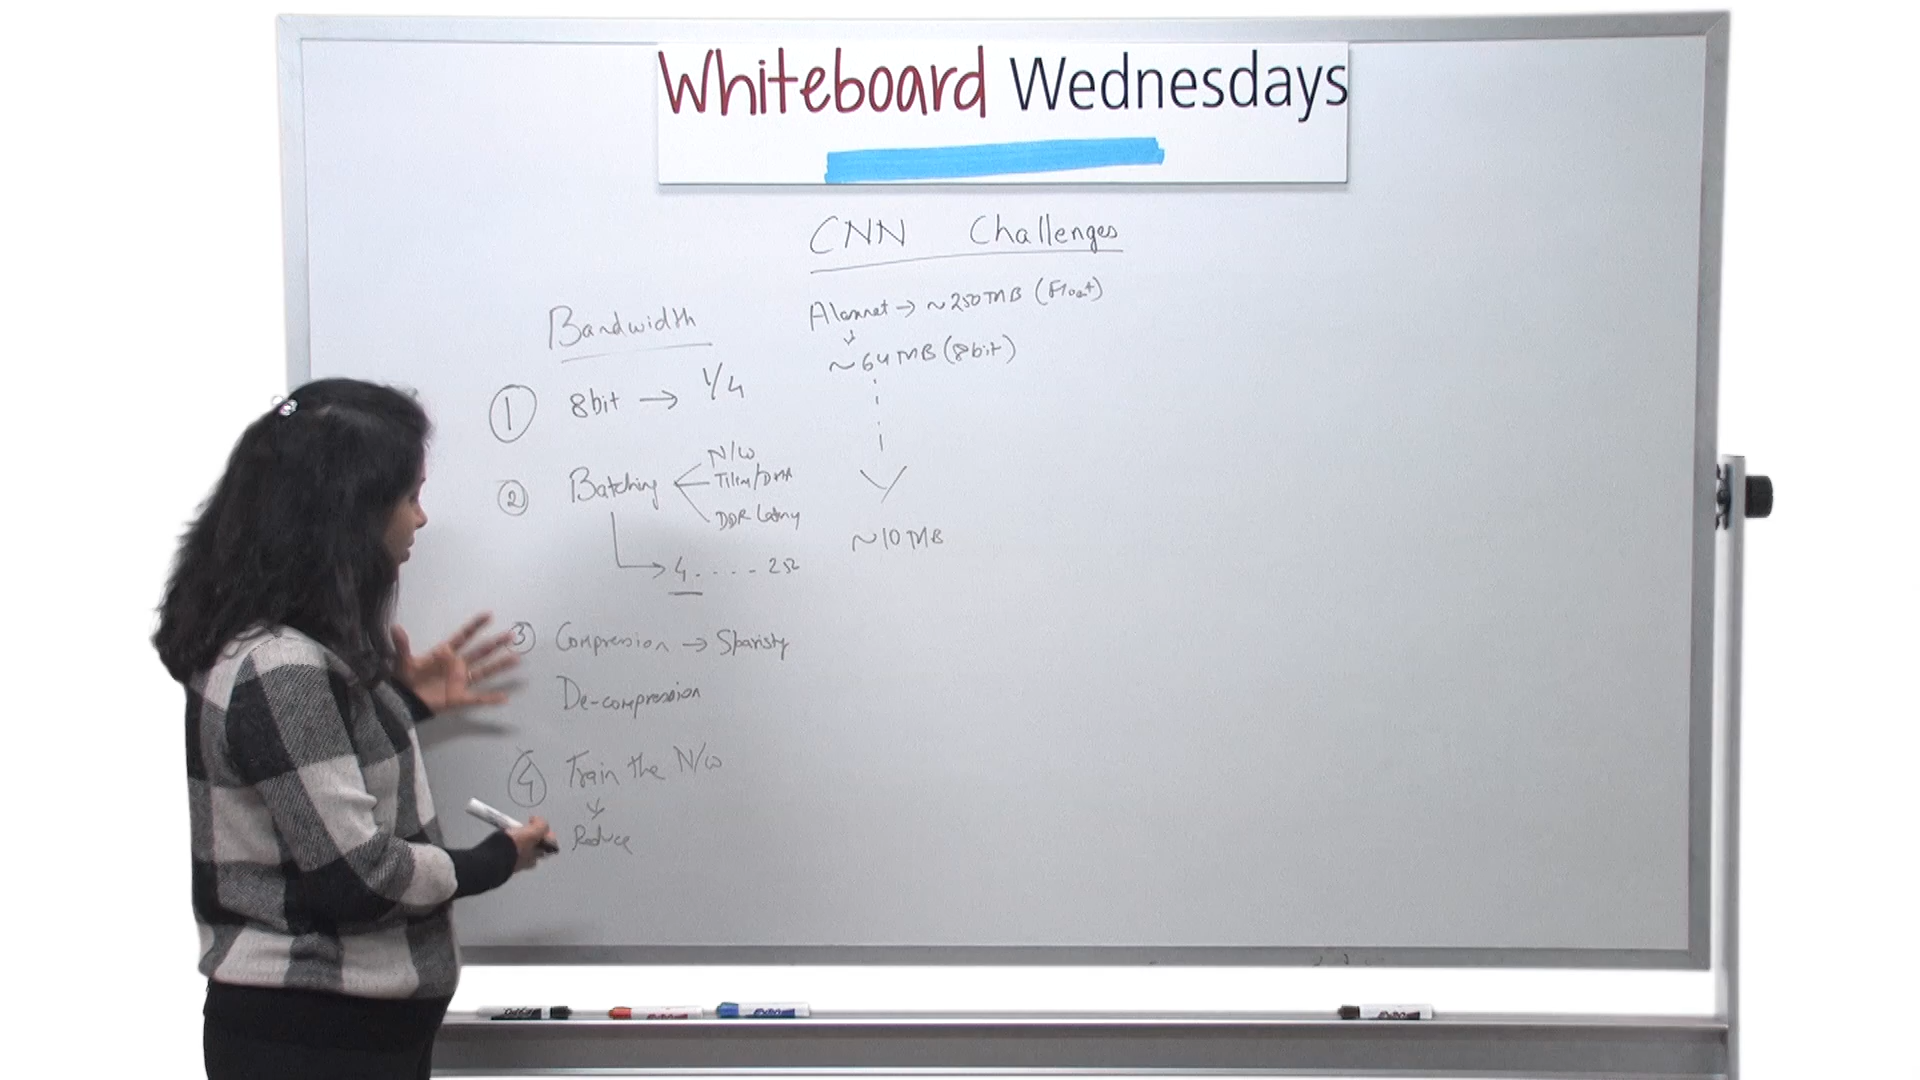 Whiteboard Wednesdays
CNN Challenges
Bandwidth
① 8bit → 1/4
② Batching
N/W
Tiling/DMA
DDR Latency
4 . . . . - 252
③ Compression → Sparisty
De-compression
④ Train the N/W
Reduce
Alexnet → ~250MB (Float)
~64MB (8bit)
~10MB